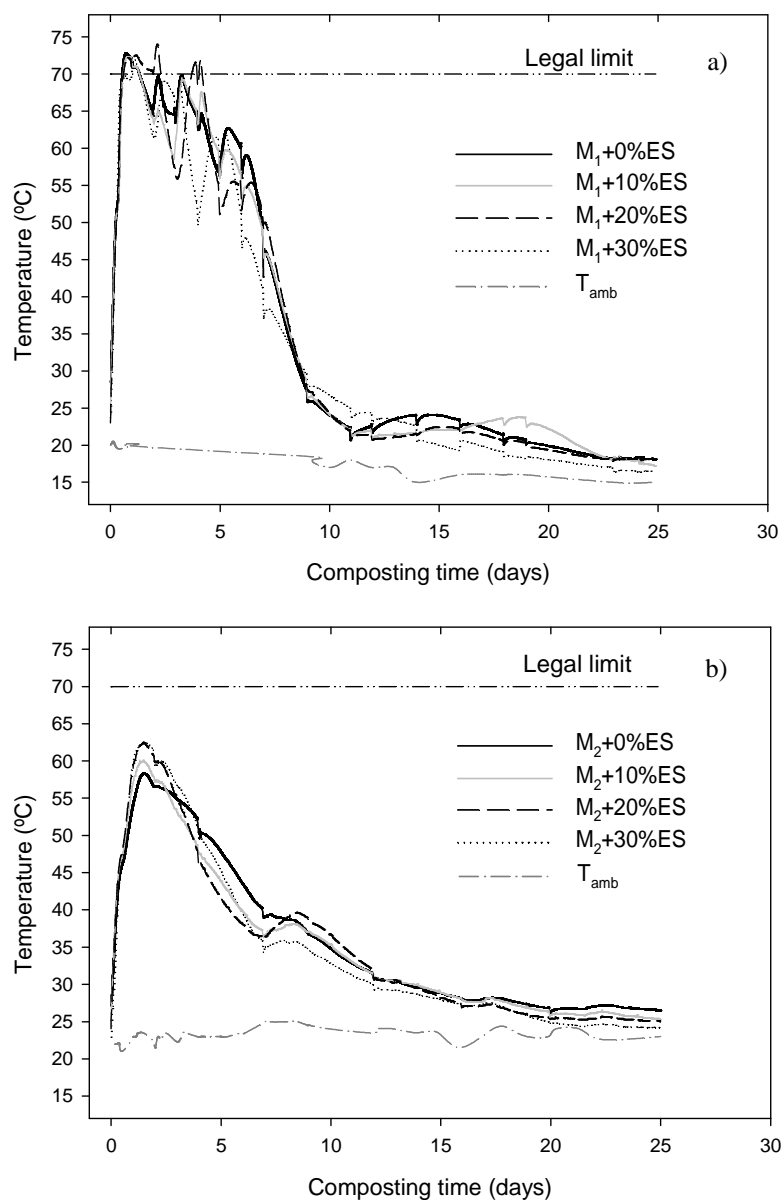 75
70
65
60
55
50
45
40
35
30
25
20
15
Temperature (ºC)
Legal limit
a)
M1+0%ES
M1+10%ES
M1+20%ES
M1+30%ES
Tamb
0 5 10 15 20 25 30
Composting time (days)
75
70
65
60
55
50
45
40
35
30
25
20
15
Temperature (ºC)
Legal limit
b)
M2+0%ES
M2+10%ES
M2+20%ES
M2+30%ES
Tamb
0 5 10 15 20 25 30
Composting time (days)